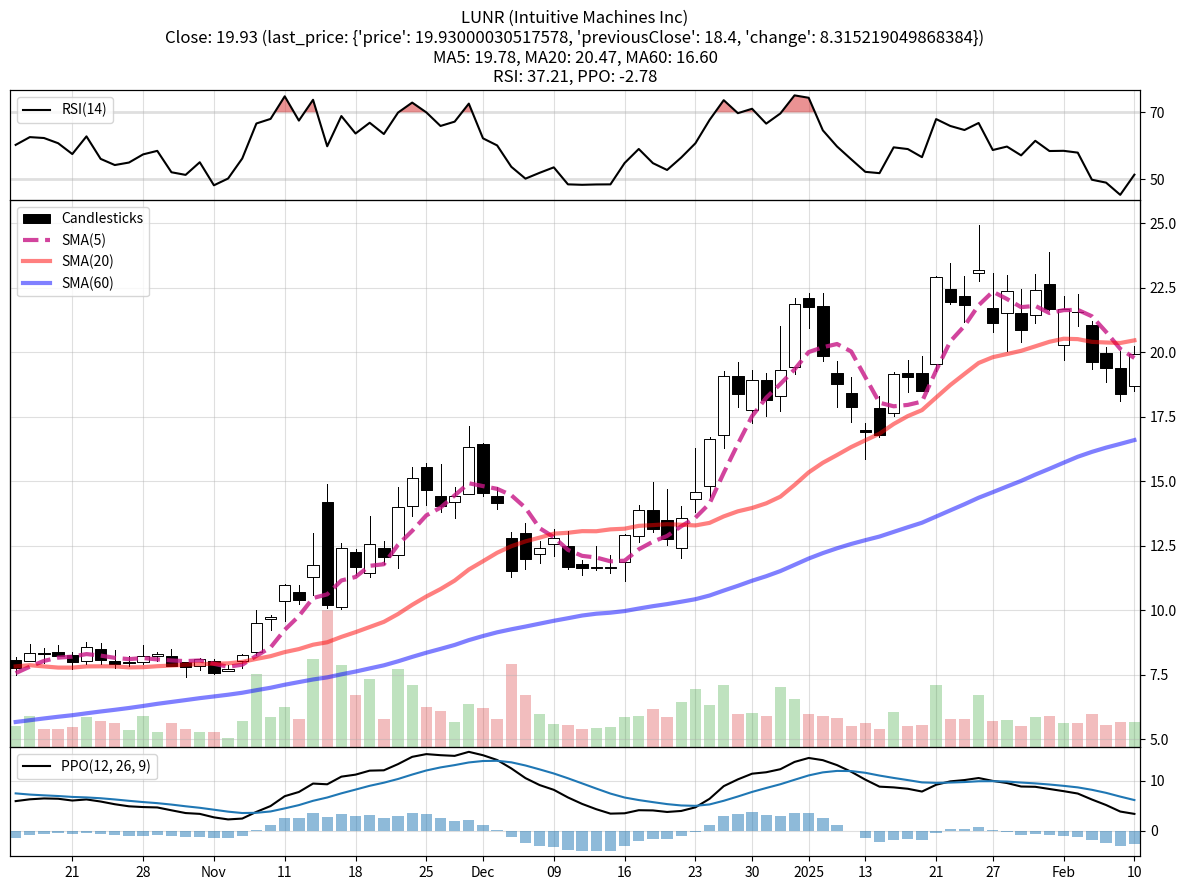 LUNR (Intuitive Machines Inc)
Close: 19.93 (last_price: {'price': 19.93000030517578, 'previousClose': 18.4, 'change': 8.315219049868384})
MA5: 19.78, MA20: 20.47, MA60: 16.60
RSI: 37.21, PPO: -2.78
RSI(14)
70
50
Candlesticks
SMA(5)
SMA(20)
SMA(60)
25.0
22.5
20.0
17.5
15.0
12.5
10.0
7.5
5.0
PPO(12, 26, 9)
10
0
21 28 Nov 11 18 25 Dec 09 16 23 30 2025 13 21 27 Feb 10